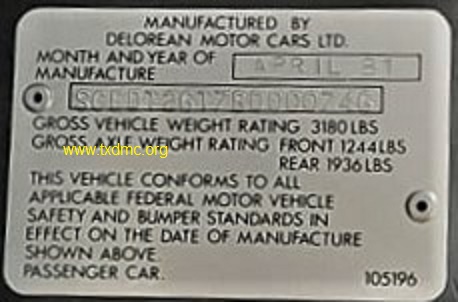 MANUFACTURED BY
DELOREAN MOTOR CARS LTD.
MONTH AND YEAR OF
MANUFACTURE
APRIL 81
GROSS VEHICLE WEIGHT RATING 3180 LBS
GROSS AXLE WEIGHT RATING FRONT 1244 LBS
www.txdmc.org
REAR 1936 LBS
THIS VEHICLE CONFORMS TO ALL
APPLICABLE FEDERAL MOTOR VEHICLE
SAFETY AND BUMPER STANDARDS IN
EFFECT ON THE DATE OF MANUFACTURE
SHOWN ABOVE.
PASSENGER CAR.
105196